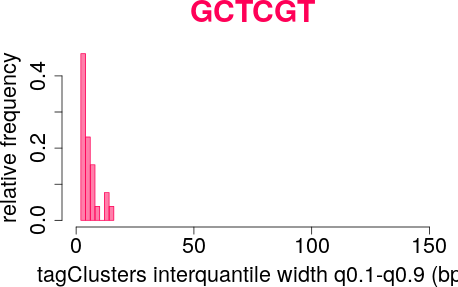 GCTCGT
relative frequency
0.4
0.2
0.0
0 50 100 150
tagClusters interquantile width q0.1-q0.9 (bp